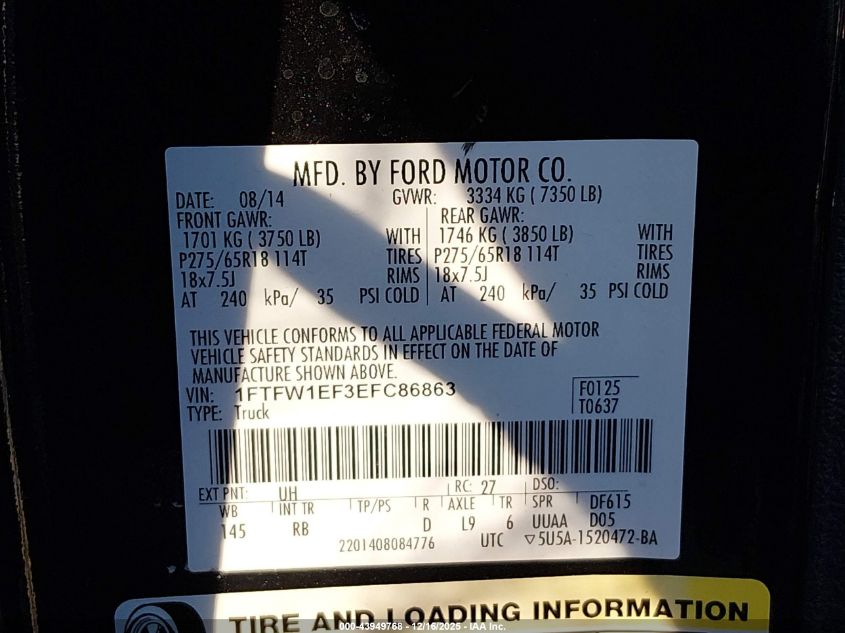 MFD. BY FORD MOTOR CO.
DATE: 08/14 GVWR: 3334 KG ( 7350 LB)
FRONT GAWR: REAR GAWR:
1701 KG ( 3750 LB) WITH 1746 KG ( 3850 LB) WITH
P275/65R18 114T TIRES P275/65R18 114T TIRES
18x7.5J RIMS 18x7.5J RIMS
AT 240 kPa/ 35 PSI COLD AT 240 kPa/ 35 PSI COLD
THIS VEHICLE CONFORMS TO ALL APPLICABLE FEDERAL MOTOR
VEHICLE SAFETY STANDARDS IN EFFECT ON THE DATE OF
MANUFACTURE SHOWN ABOVE.
VIN: 1FTFW1EF3EFC86863 F0125
TYPE: Truck T0637
EXT PNT: UH RC: 27 DSO:
WB INT TR TP/PS R AXLE TR SPR DF615
145 RB D L9 6 UUAA D05
2201408084776 UTC ▽5U5A-1520472-BA
TIRE AND LOADING INFORMATION
000-43949768 - 12/16/2025 - IAA Inc.